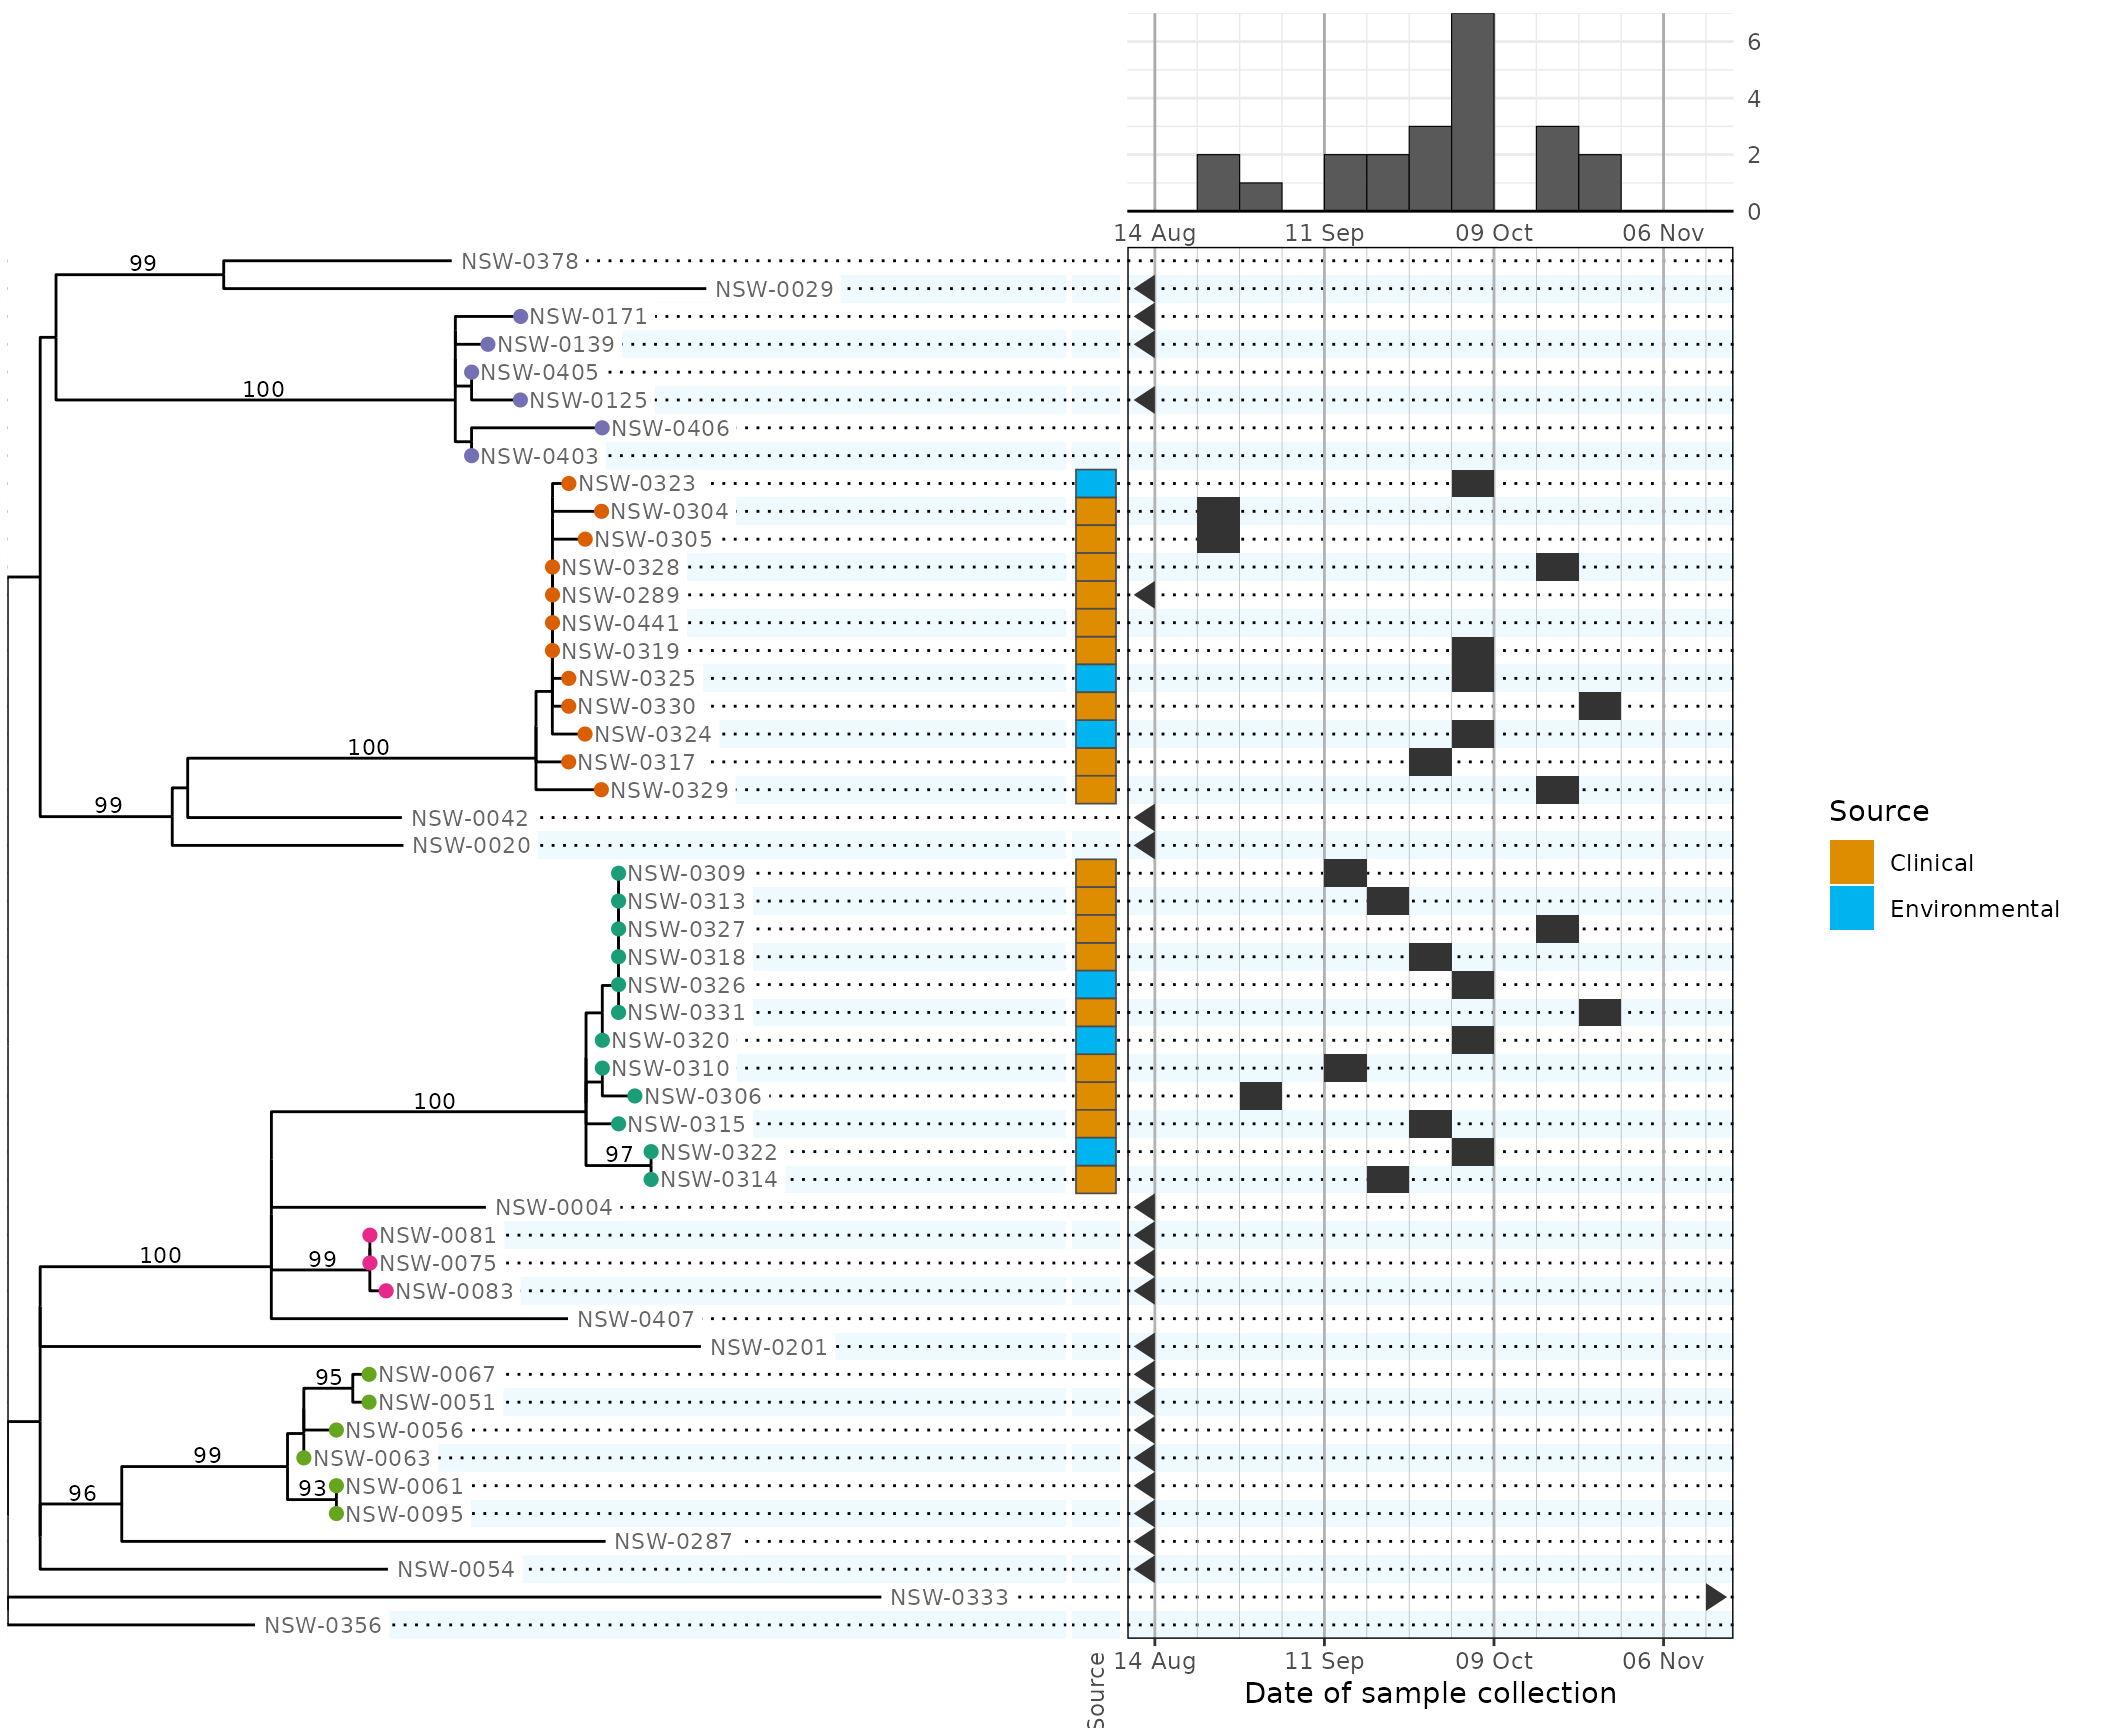 6
4
2
0
14 Aug 11 Sep 09 Oct 06 Nov
99
NSW-0378
NSW-0029
NSW-0171
NSW-0139
NSW-0405
100
NSW-0125
NSW-0406
NSW-0403
NSW-0323
NSW-0304
NSW-0305
NSW-0328
NSW-0289
NSW-0441
NSW-0319
NSW-0325
NSW-0330
NSW-0324
100
NSW-0317
NSW-0329
99
NSW-0042
NSW-0020
NSW-0309
NSW-0313
NSW-0327
NSW-0318
NSW-0326
NSW-0331
NSW-0320
NSW-0310
NSW-0306
100
NSW-0315
97
NSW-0322
NSW-0314
NSW-0004
NSW-0081
100
99
NSW-0075
NSW-0083
NSW-0407
NSW-0201
95
NSW-0067
NSW-0051
NSW-0056
99
NSW-0063
93
NSW-0061
96
NSW-0095
NSW-0287
NSW-0054
NSW-0333
NSW-0356
Source
14 Aug 11 Sep 09 Oct 06 Nov
Date of sample collection
Source
Clinical
Environmental